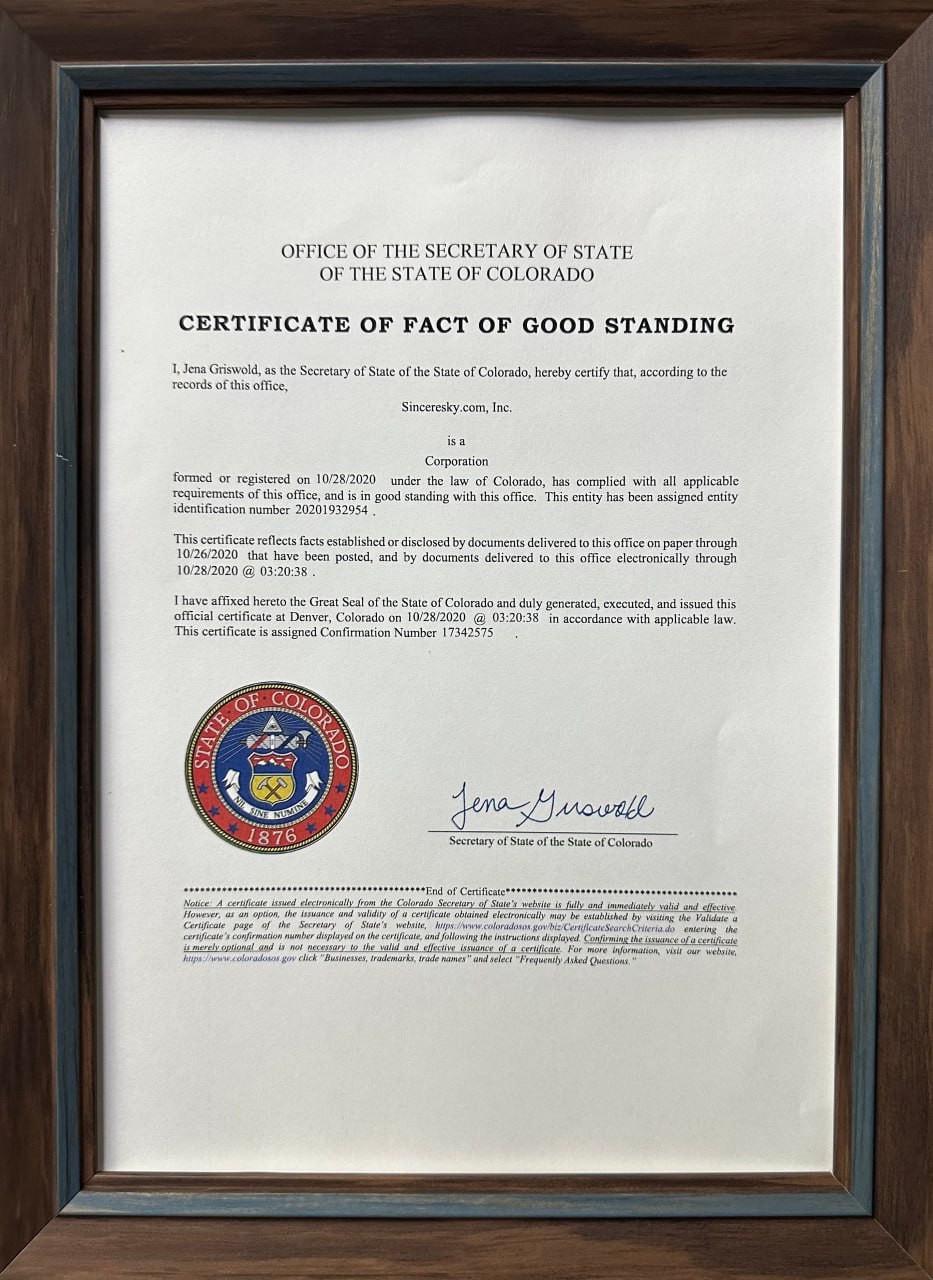 OFFICE OF THE SECRETARY OF STATE
OF THE STATE OF COLORADO
CERTIFICATE OF FACT OF GOOD STANDING
I, Jena Griswold, as the Secretary of State of the State of Colorado, hereby certify that, according to the
records of this office,
Sinceresky.com, Inc.
is a
Corporation
formed or registered on 10/28/2020 under the law of Colorado, has complied with all applicable
requirements of this office, and is in good standing with this office. This entity has been assigned entity
identification number 20201932954 .
This certificate reflects facts established or disclosed by documents delivered to this office on paper through
10/26/2020 that have been posted, and by documents delivered to this office electronically through
10/28/2020 @ 03:20:38 .
I have affixed hereto the Great Seal of the State of Colorado and duly generated, executed, and issued this
official certificate at Denver, Colorado on 10/28/2020 @ 03:20:38 in accordance with applicable law.
This certificate is assigned Confirmation Number 17342575 .
STATE OF COLORADO
NIL SINE NUMINE
1876
Jena Griswold
Secretary of State of the State of Colorado
*********************************************End of Certificate*********************************************
Notice: A certificate issued electronically from the Colorado Secretary of State's website is fully and immediately valid and effective.
However, as an option, the issuance and validity of a certificate obtained electronically may be established by visiting the Validate a
Certificate page of the Secretary of State's website, https://www.coloradosos.gov/biz/CertificateSearchCriteria.do entering the
certificate's confirmation number displayed on the certificate, and following the instructions displayed. Confirming the issuance of a certificate
is merely optional and is not necessary to the valid and effective issuance of a certificate. For more information, visit our website,
https://www.coloradosos.gov click "Businesses, trademarks, trade names" and select "Frequently Asked Questions."